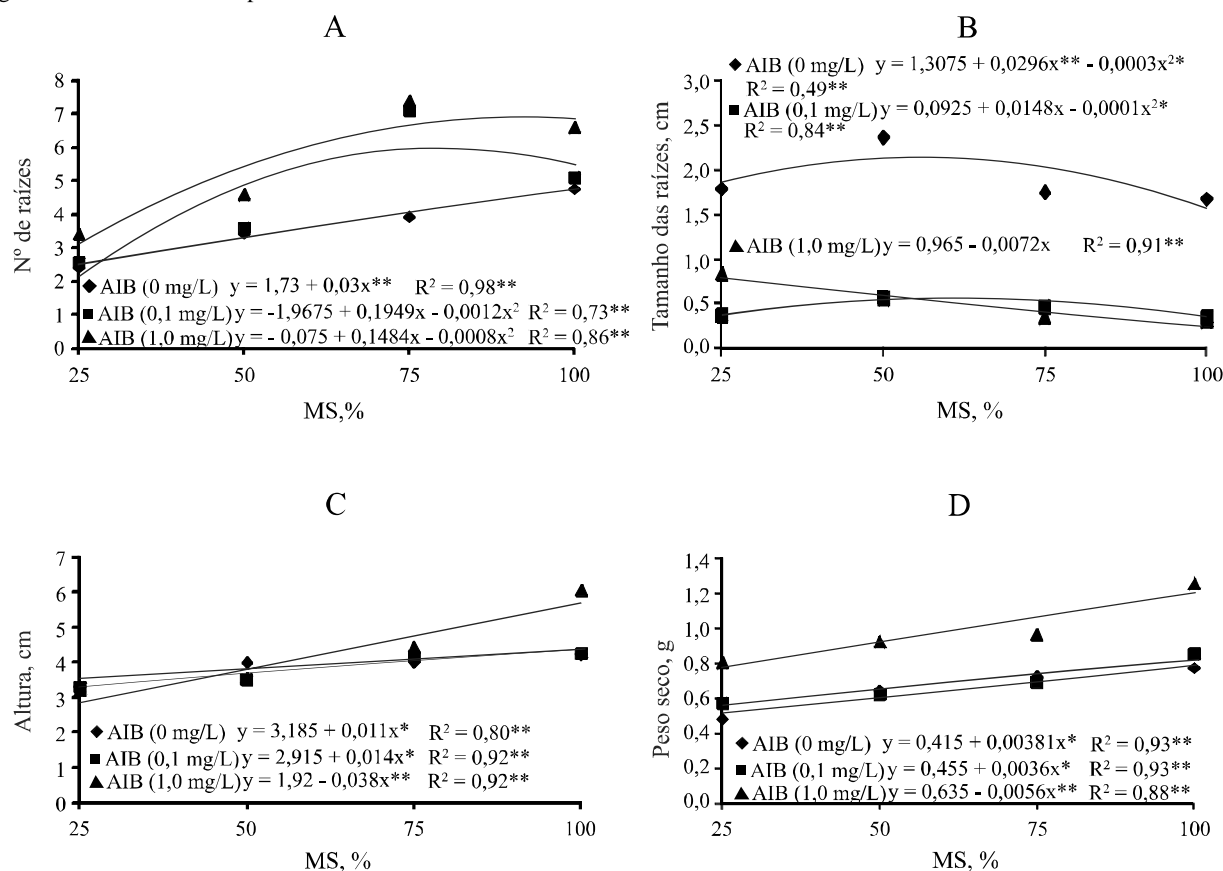 A
Nº de raízes
8
7
6
5
4
3
2
1
0
AIB (0 mg/L) y = 1,73 + 0,03x** R² = 0,98**
AIB (0,1 mg/L) y = -1,9675 + 0,1949x - 0,0012x² R² = 0,73**
AIB (1,0 mg/L) y = - 0,075 + 0,1484x - 0,0008x² R² = 0,86**
25 50 75 100
MS,%
B
Tamanho das raízes, cm
AIB (0 mg/L) y = 1,3075 + 0,0296x** - 0,0003x²*
R² = 0,49**
AIB (0,1 mg/L) y = 0,0925 + 0,0148x - 0,0001x²*
R² = 0,84**
3,0
2,5
2,0
1,5
1,0
0,5
0,0
AIB (1,0 mg/L) y = 0,965 - 0,0072x R² = 0,91**
25 50 75 100
MS, %
C
Altura, cm
7
6
5
4
3
2
1
0
AIB (0 mg/L) y = 3,185 + 0,011x* R² = 0,80**
AIB (0,1 mg/L) y = 2,915 + 0,014x* R² = 0,92**
AIB (1,0 mg/L) y = 1,92 - 0,038x** R² = 0,92**
25 50 75 100
MS, %
D
Peso seco, g
1,4
1,2
1,0
0,8
0,6
0,4
0,2
0,0
AIB (0 mg/L) y = 0,415 + 0,00381x* R² = 0,93**
AIB (0,1 mg/L) y = 0,455 + 0,0036x* R² = 0,93**
AIB (1,0 mg/L) y = 0,635 - 0,0056x** R² = 0,88**
25 50 75 100
MS, %